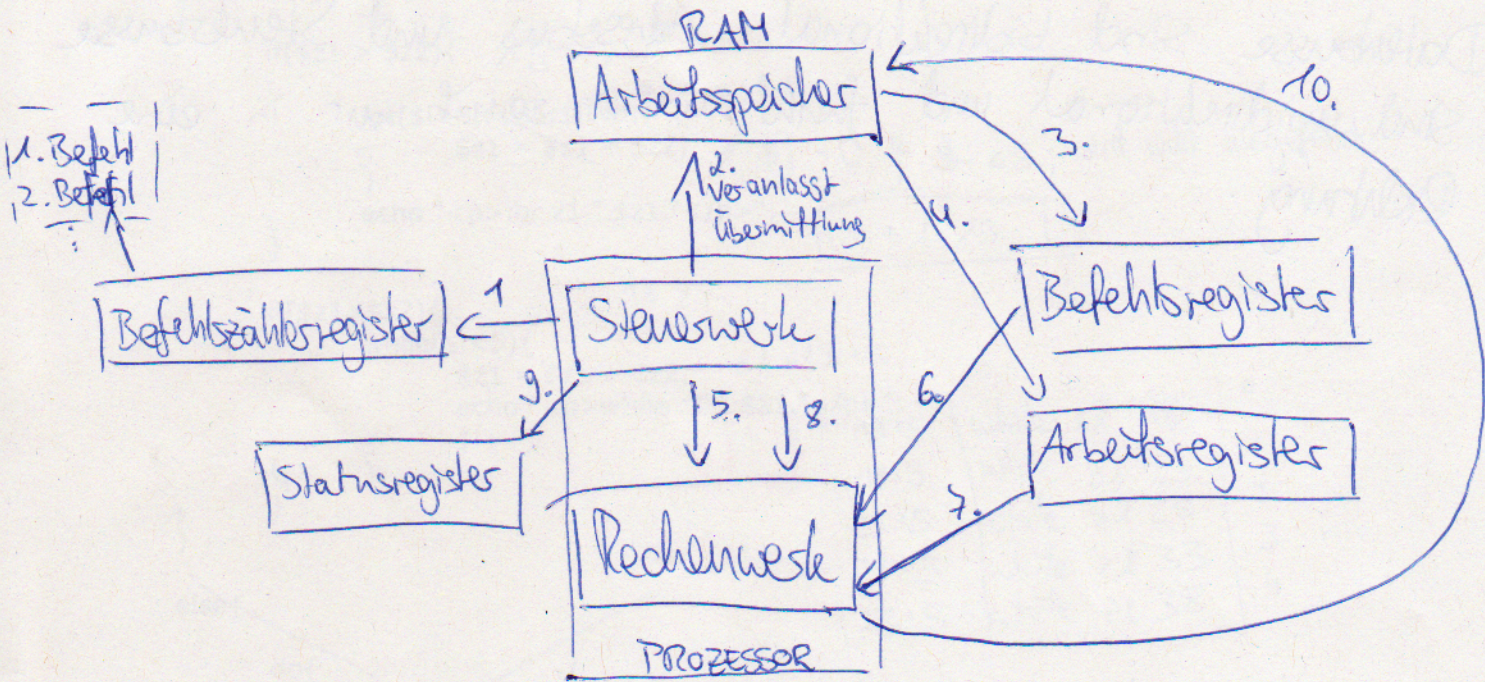 RAM
Arbeitsspeicher
10.
1. Befehl
2. Befehl
⋮
3.
2.
veranlasst
Übermittlung
4.
Befehlszählerregister
1
Steuerwerk
Befehlsregister
9.
5.
8.
6.
Statusregister
Arbeitsregister
7.
Rechenwerk
PROZESSOR